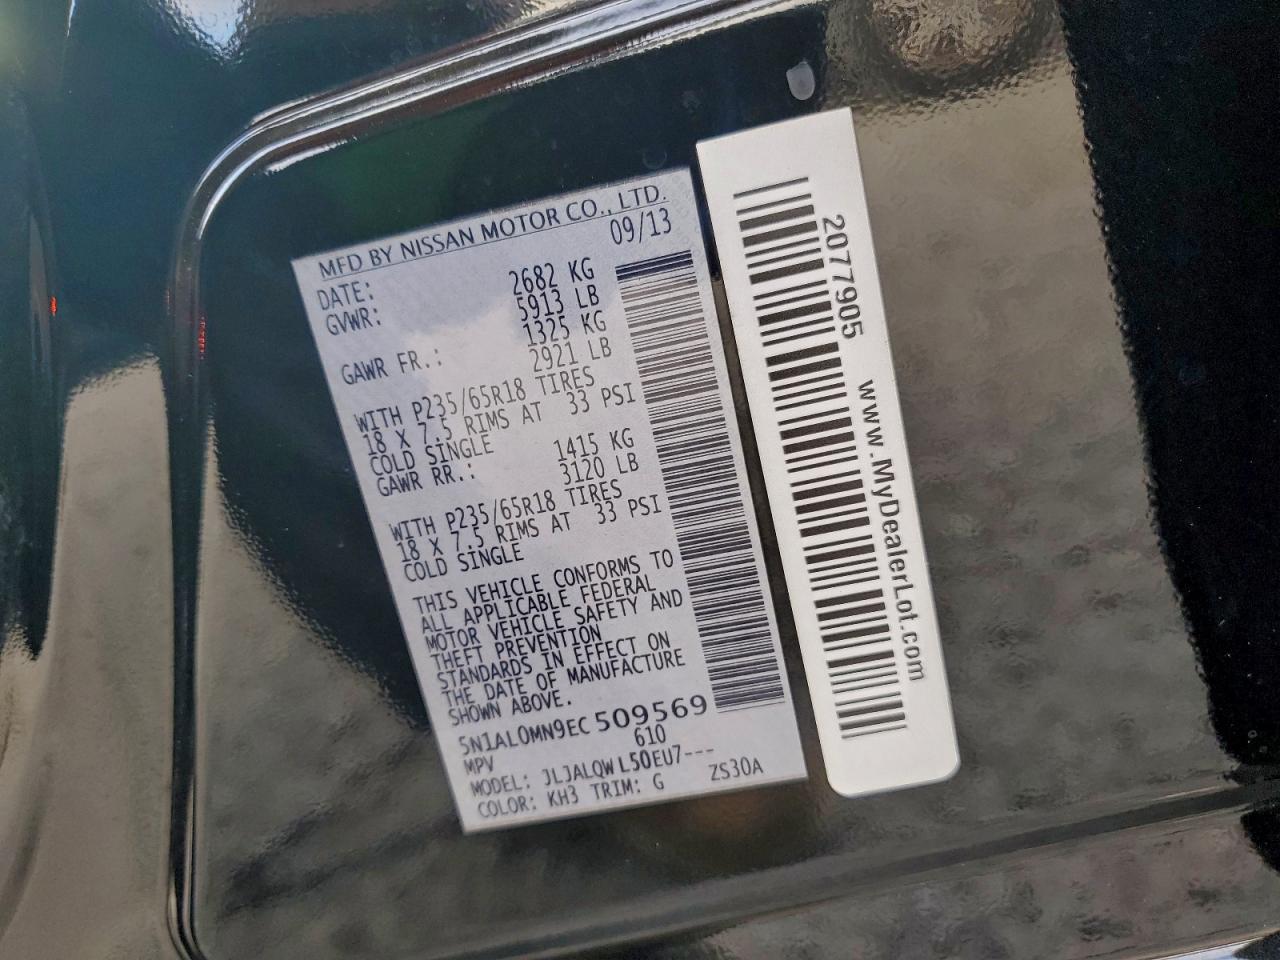 MFD BY NISSAN MOTOR CO., LTD.
DATE: 09/13
GVWR: 2682 KG
5913 LB
GAWR FR.: 1325 KG
2921 LB
WITH P235/65R18 TIRES
18 X 7.5 RIMS AT 33 PSI
COLD SINGLE
GAWR RR.: 1415 KG
3120 LB
WITH P235/65R18 TIRES
18 X 7.5 RIMS AT 33 PSI
COLD SINGLE
THIS VEHICLE CONFORMS TO
ALL APPLICABLE FEDERAL
MOTOR VEHICLE SAFETY AND
THEFT PREVENTION
STANDARDS IN EFFECT ON
THE DATE OF MANUFACTURE
SHOWN ABOVE.
5N1AL0MN9EC 509569
MPV 610
MODEL: JLJALQWL50EU7---
COLOR: KH3 TRIM: G ZS30A
2077905 www.MyDealerLot.com